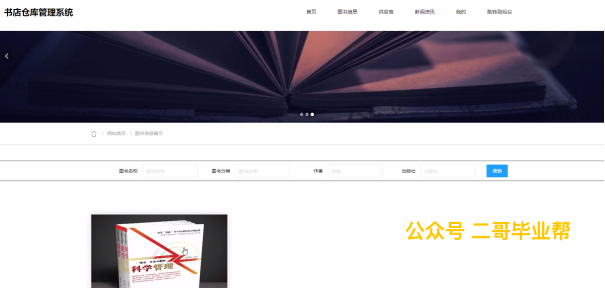 书店仓库管理系统
首页 图书信息 供应商 新闻资讯 我的 跳转到后台
网站首页 图书信息展示
图书名称 图书名称 图书分类 图书分类 作者 作者 出版社 出版社 搜索
公众号 二哥毕业帮
科学管理